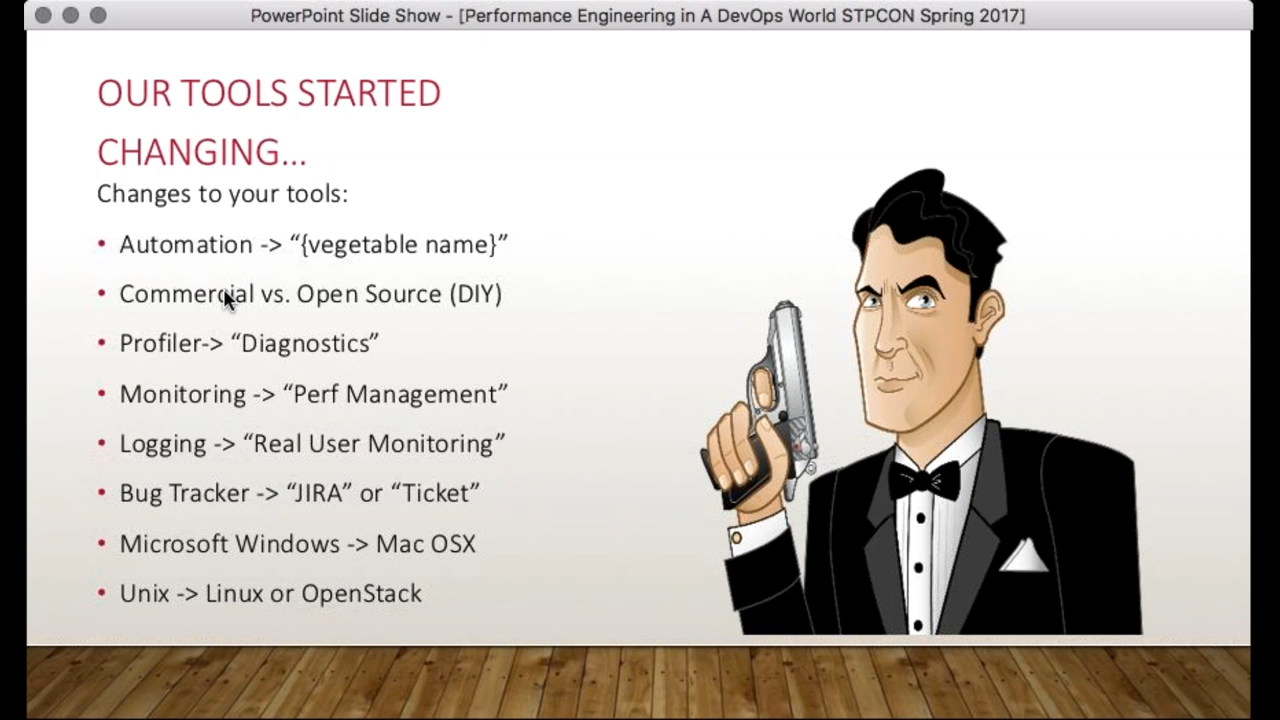 PowerPoint Slide Show - [Performance Engineering in A DevOps World STPCON Spring 2017]
OUR TOOLS STARTED
CHANGING...
Changes to your tools:
• Automation -> “{vegetable name}”
• Commercial vs. Open Source (DIY)
• Profiler-> “Diagnostics”
• Monitoring -> “Perf Management”
• Logging -> “Real User Monitoring”
• Bug Tracker -> “JIRA” or “Ticket”
• Microsoft Windows -> Mac OSX
• Unix -> Linux or OpenStack